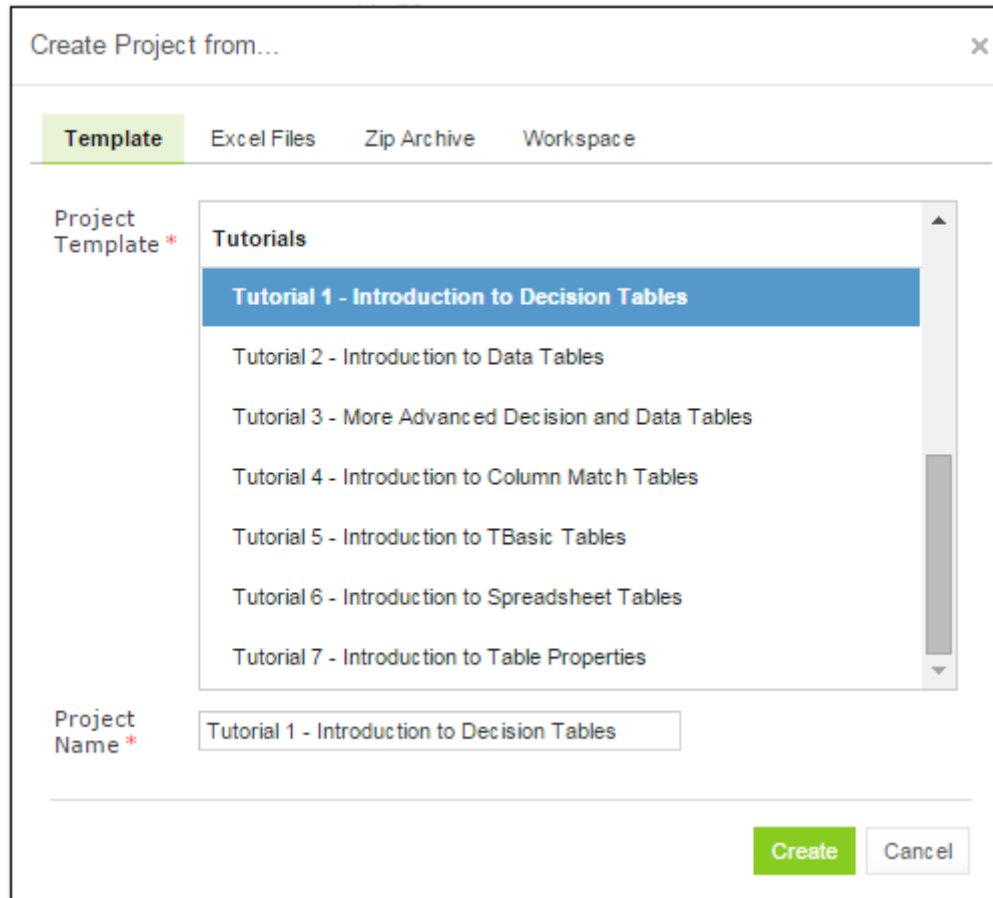 Create Project from...
×
Template Excel Files Zip Archive Workspace
Project
Template *
Tutorials
Tutorial 1 - Introduction to Decision Tables
Tutorial 2 - Introduction to Data Tables
Tutorial 3 - More Advanced Decision and Data Tables
Tutorial 4 - Introduction to Column Match Tables
Tutorial 5 - Introduction to TBasic Tables
Tutorial 6 - Introduction to Spreadsheet Tables
Tutorial 7 - Introduction to Table Properties
Project
Name *
Tutorial 1 - Introduction to Decision Tables
Create Cancel